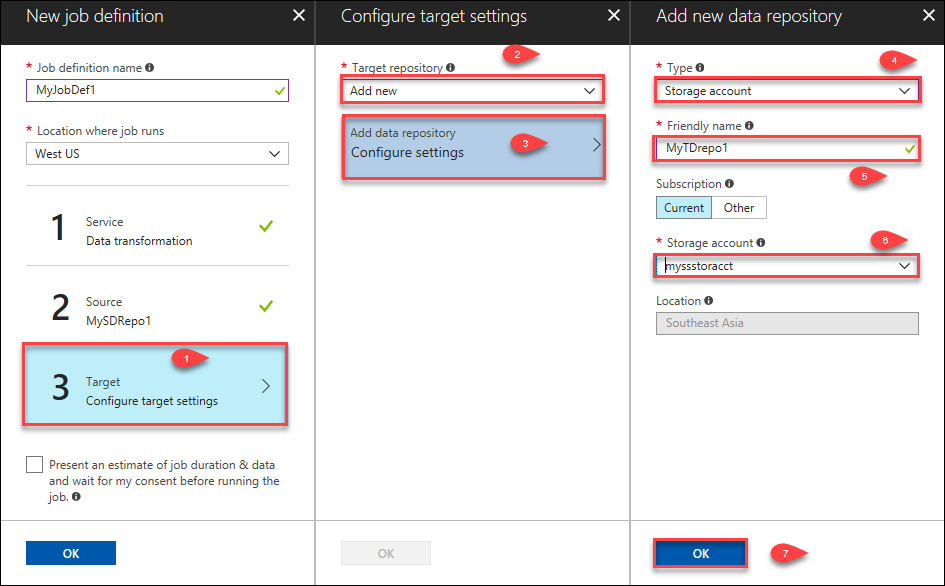 New job definition
* Job definition name
MyJobDef1
* Location where job runs
West US
1
Service
Data transformation
2
Source
MySDRepo1
1
3
Target
Configure target settings
Present an estimate of job duration & data
and wait for my consent before running the
job.
OK
Configure target settings
2
* Target repository
Add new
Add data repository
Configure settings
3
OK
Add new data repository
4
* Type
Storage account
* Friendly name
MyTDrepo1
5
Subscription
Current Other
6
* Storage account
myssstoracct
Location
Southeast Asia
OK
7